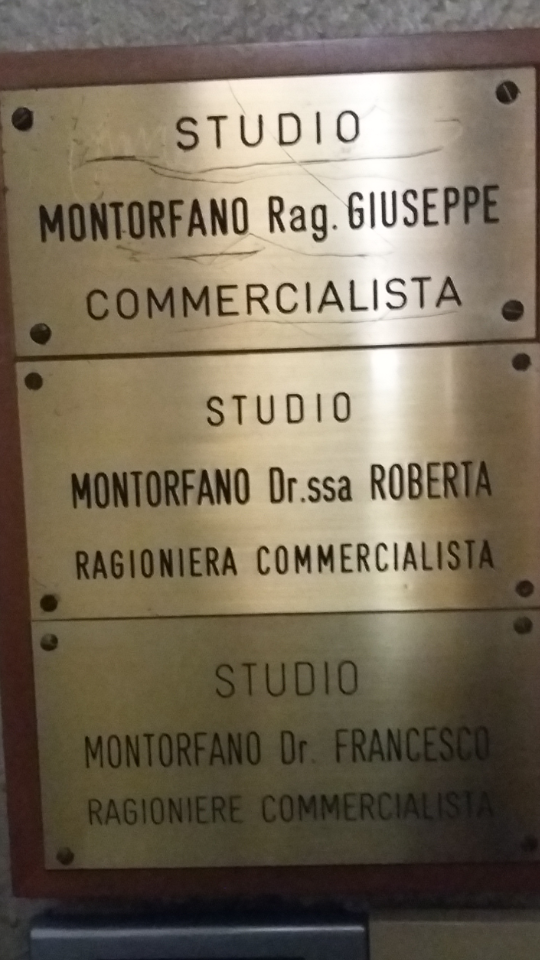 STUDIO
MONTORFANO Rag. GIUSEPPE
COMMERCIALISTA
STUDIO
MONTORFANO Dr.ssa ROBERTA
RAGIONIERA COMMERCIALISTA
STUDIO
MONTORFANO Dr. FRANCESCO
RAGIONIERE COMMERCIALISTA